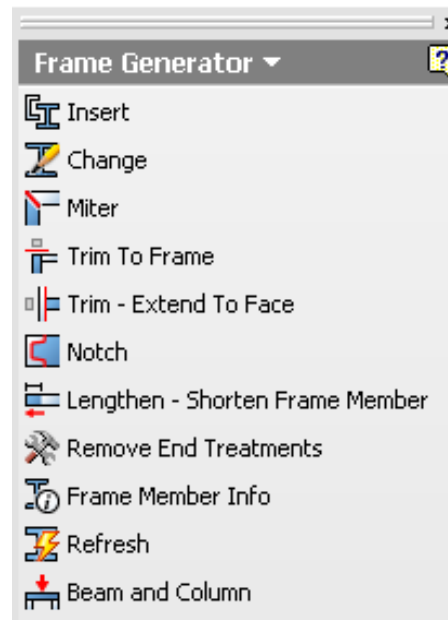 Frame Generator
Insert
Change
Miter
Trim To Frame
Trim - Extend To Face
Notch
Lengthen - Shorten Frame Member
Remove End Treatments
Frame Member Info
Refresh
Beam and Column